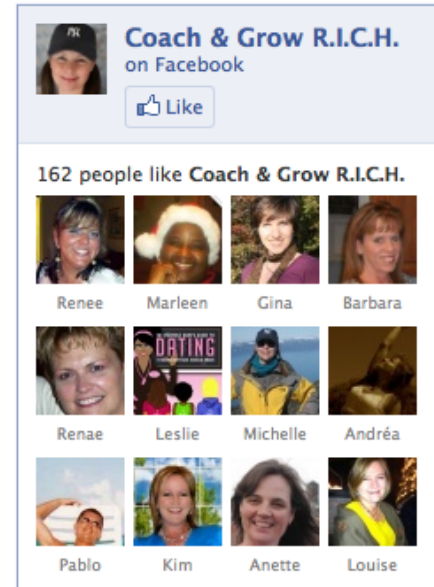 Coach & Grow R.I.C.H.
on Facebook
Like
162 people like Coach & Grow R.I.C.H.
Renee Marleen Gina Barbara
DATING
Renae Leslie Michelle Andréa
Pablo Kim Anette Louise